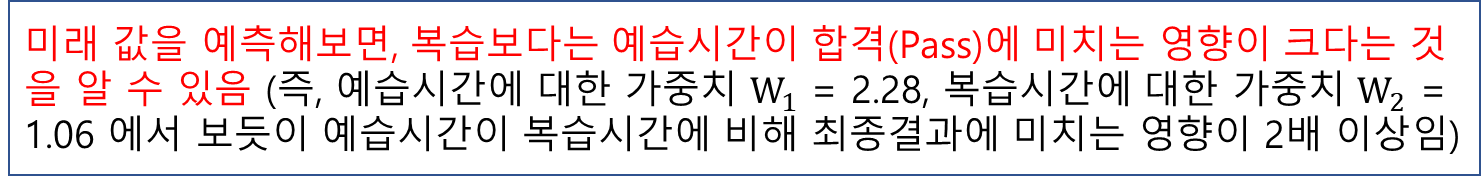 미래 값을 예측해보면, 복습보다는 예습시간이 합격(Pass)에 미치는 영향이 크다는 것
을 알 수 있음 (즉, 예습시간에 대한 가중치 W₁ = 2.28, 복습시간에 대한 가중치 W₂ =
1.06 에서 보듯이 예습시간이 복습시간에 비해 최종결과에 미치는 영향이 2배 이상임)